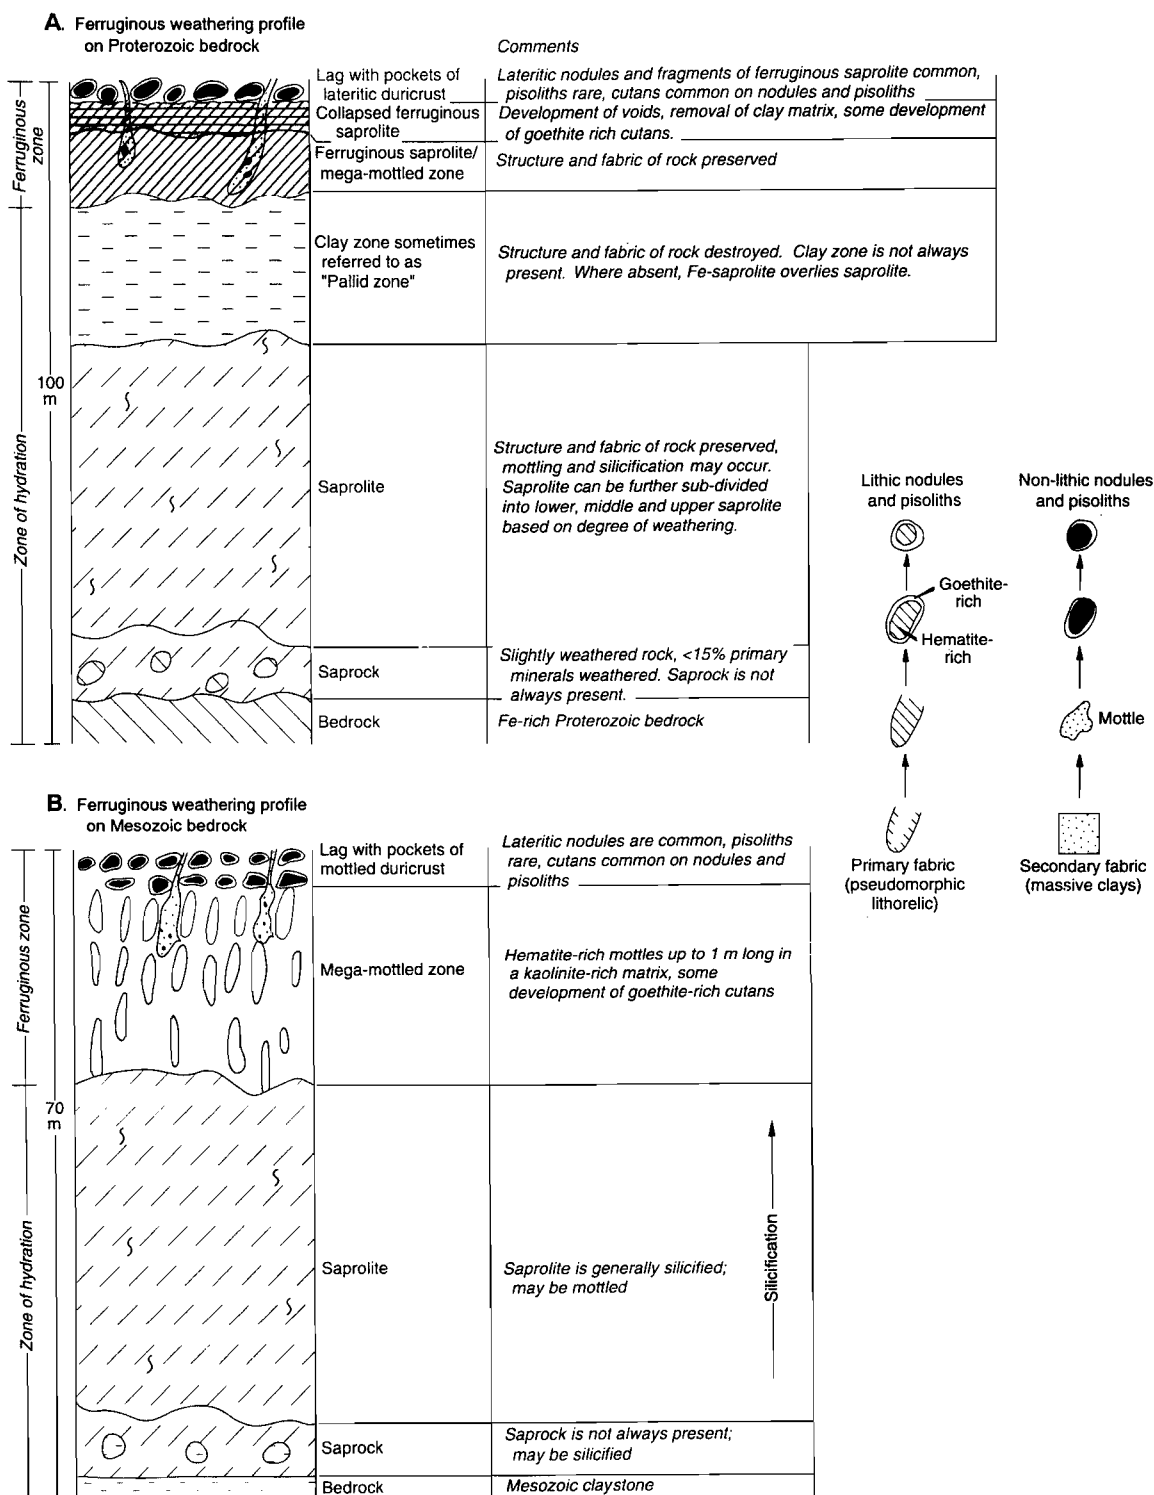 A. Ferruginous weathering profile
on Proterozoic bedrock
Comments
Ferruginous
zone
Zone of hydration
100
m
Lag with pockets of
lateritic duricrust
Lateritic nodules and fragments of ferruginous saprolite common,
pisoliths rare, cutans common on nodules and pisoliths
Collapsed ferruginous
saprolite
Development of voids, removal of clay matrix, some development
of goethite rich cutans.
Ferruginous saprolite/
mega-mottled zone
Structure and fabric of rock preserved
Clay zone sometimes
referred to as
"Pallid zone"
Structure and fabric of rock destroyed. Clay zone is not always
present. Where absent, Fe-saprolite overlies saprolite.
Saprolite
Structure and fabric of rock preserved,
mottling and silicification may occur.
Saprolite can be further sub-divided
into lower, middle and upper saprolite
based on degree of weathering.
Saprock
Slightly weathered rock, <15% primary
minerals weathered. Saprock is not
always present.
Bedrock
Fe-rich Proterozoic bedrock
Lithic nodules
and pisoliths
Goethite-
rich
Hematite-
rich
Primary fabric
(pseudomorphic
lithorelic)
Non-lithic nodules
and pisoliths
Mottle
Secondary fabric
(massive clays)
B. Ferruginous weathering profile
on Mesozoic bedrock
Ferruginous zone
Zone of hydration
70
m
Lag with pockets of
mottled duricrust
Lateritic nodules are common, pisoliths
rare, cutans common on nodules and
pisoliths
Mega-mottled zone
Hematite-rich mottles up to 1 m long in
a kaolinite-rich matrix, some
development of goethite-rich cutans
Saprolite
Saprolite is generally silicified;
may be mottled
Silicification
Saprock
Saprock is not always present;
may be silicified
Bedrock
Mesozoic claystone